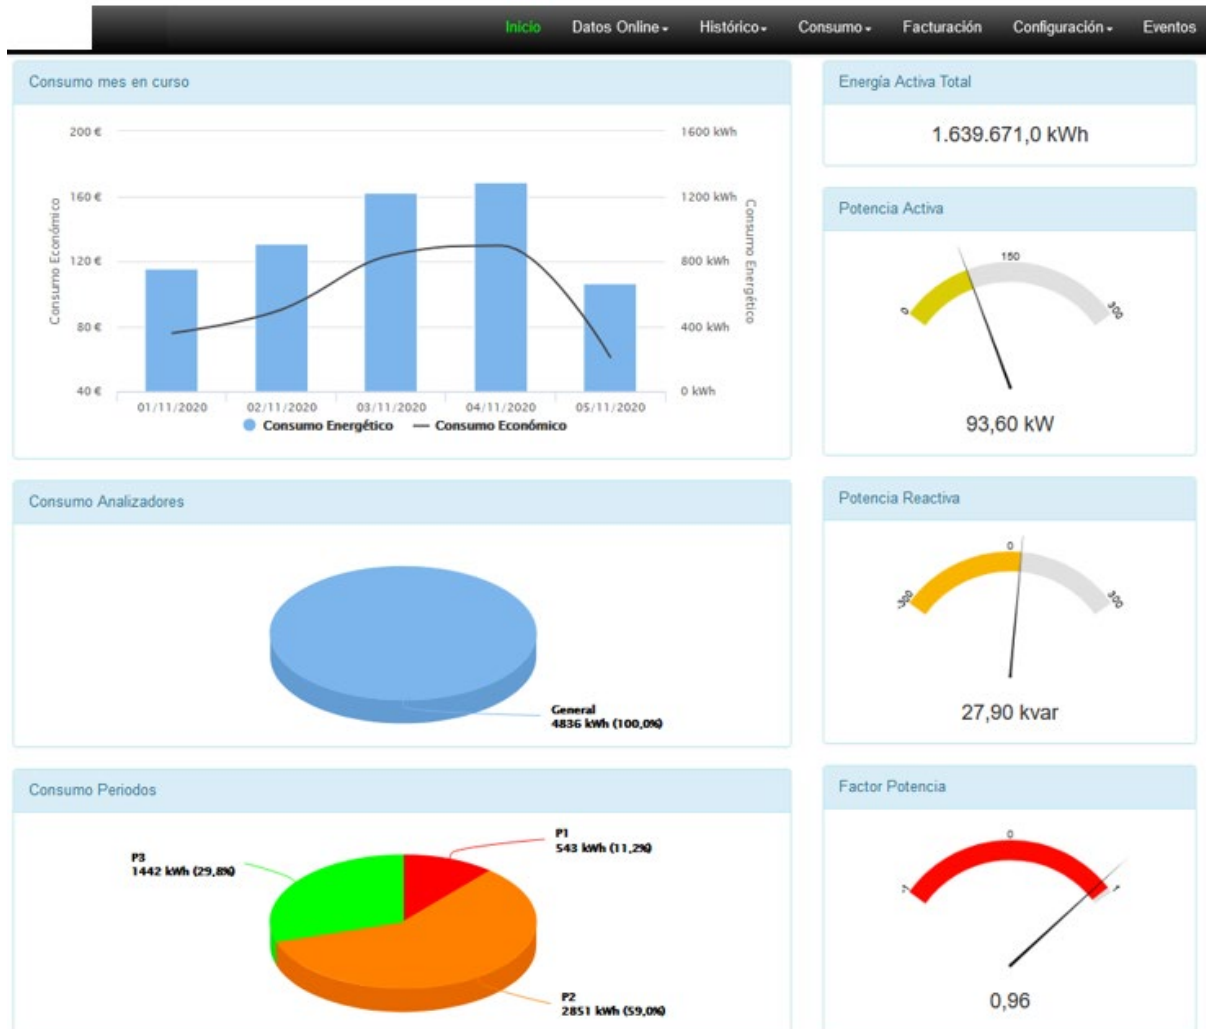 Inicio Datos Online Histórico Consumo Facturación Configuración Eventos
Consumo mes en curso
200 €
160 €
120 €
80 €
40 €
Consumo Económico
1600 kWh
1200 kWh
800 kWh
400 kWh
0 kWh
Consumo Energético
01/11/2020 02/11/2020 03/11/2020 04/11/2020 05/11/2020
Consumo Energético Consumo Económico
Energía Activa Total
1.639.671,0 kWh
Potencia Activa
0 150 300
93,60 kW
Consumo Analizadores
General
4836 kWh (100,0%)
Potencia Reactiva
-300 0 300
27,90 kvar
Consumo Periodos
P1
543 kWh (11,2%)
P3
1442 kWh (29,8%)
P2
2851 kWh (59,0%)
Factor Potencia
-1 0 1
0,96